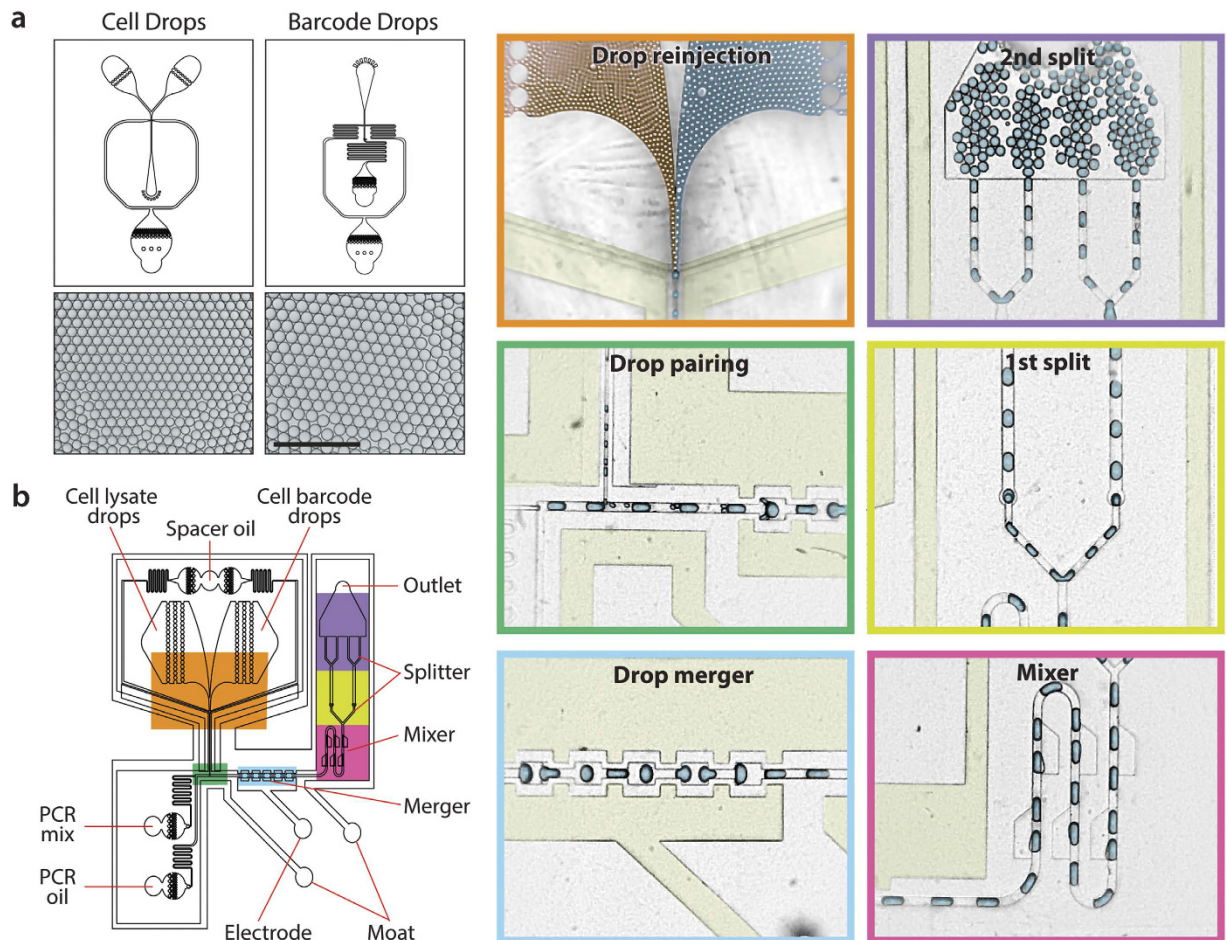 a
Cell Drops
Barcode Drops
b
Cell lysate
drops
Cell barcode
drops
Spacer oil
Outlet
Splitter
Mixer
Merger
PCR
mix
PCR
oil
Electrode
Moat
Drop reinjection
2nd split
Drop pairing
1st split
Drop merger
Mixer